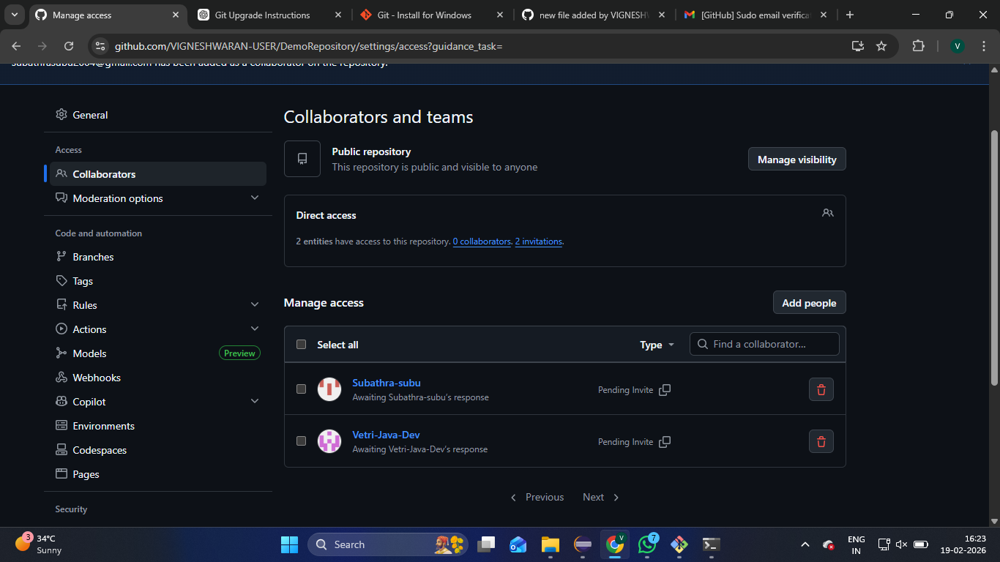 Manage access
Git Upgrade Instructions
Git - Install for Windows
new file added by VIGNESHW
[GitHub] Sudo email verificat
github.com/VIGNESHWARAN-USER/DemoRepository/settings/access?guidance_task=
V
subathrasubu2004@gmail.com has been added as a collaborator on the repository.
General
Access
Collaborators
Moderation options
Code and automation
Branches
Tags
Rules
Actions
Models
Preview
Webhooks
Copilot
Environments
Codespaces
Pages
Security
Collaborators and teams
Public repository
This repository is public and visible to anyone
Manage visibility
Direct access
2 entities have access to this repository. 0 collaborators. 2 invitations.
Manage access
Add people
Select all
Type
Find a collaborator...
Subathra-subu
Awaiting Subathra-subu's response
Pending Invite
Vetri-Java-Dev
Awaiting Vetri-Java-Dev's response
Pending Invite
Previous
Next
3
34°C
Sunny
Search
V
7
ENG
IN
16:23
19-02-2026